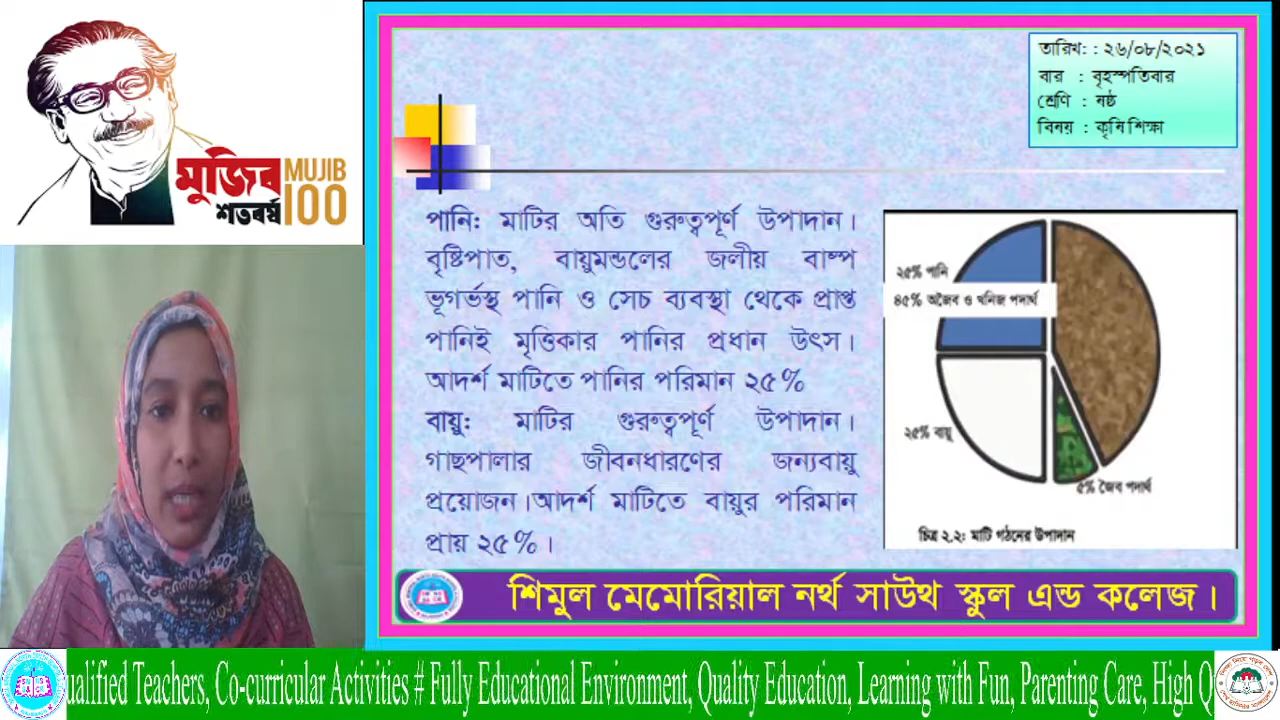 মুজিব
শতবর্ষ
MUJIB
100
তারিখ: : ২৬/০৮/২০২১
বার : বৃহস্পতিবার
শ্রেণি : ষষ্ঠ
বিষয় : কৃষি শিক্ষা
পানি: মাটির অতি গুরুত্বপূর্ণ উপাদান।
বৃষ্টিপাত, বায়ুমন্ডলের জলীয় বাষ্প
ভূগর্ভস্থ পানি ও সেচ ব্যবস্থা থেকে প্রাপ্ত
পানিই মৃত্তিকার পানির প্রধান উৎস।
আদর্শ মাটিতে পানির পরিমান ২৫%
বায়ু: মাটির গুরুত্বপূর্ণ উপাদান।
গাছপালার জীবনধারণের জন্যবায়ু
প্রয়োজন।আদর্শ মাটিতে বায়ুর পরিমান
প্রায় ২৫%।
২৫% পানি
৪৫% অজৈব ও খনিজ পদার্থ
২৫% বায়ু
৫% জৈব পদার্থ
চিত্র ২.২: মাটি গঠনের উপাদান
শিমুল মেমোরিয়াল নর্থ সাউথ স্কুল এন্ড কলেজ।
ualified Teachers, Co-curricular Activities # Fully Educational Environment, Quality Education, Learning with Fun, Parenting Care, High Q